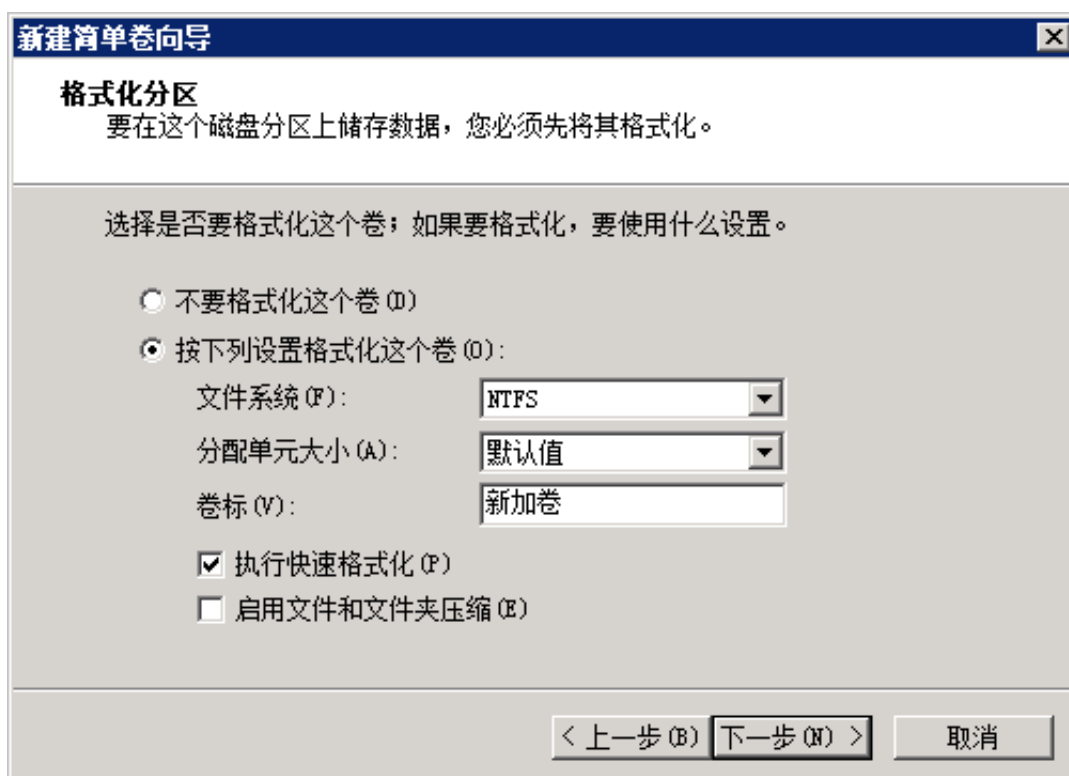 新建简单卷向导
格式化分区
要在这个磁盘分区上储存数据，您必须先将其格式化。
选择是否要格式化这个卷；如果要格式化，要使用什么设置。
不要格式化这个卷(D)
按下列设置格式化这个卷(O):
文件系统(F): NTFS
分配单元大小(A): 默认值
卷标(V): 新加卷
执行快速格式化(P)
启用文件和文件夹压缩(E)
< 上一步(B) 下一步(N) > 取消